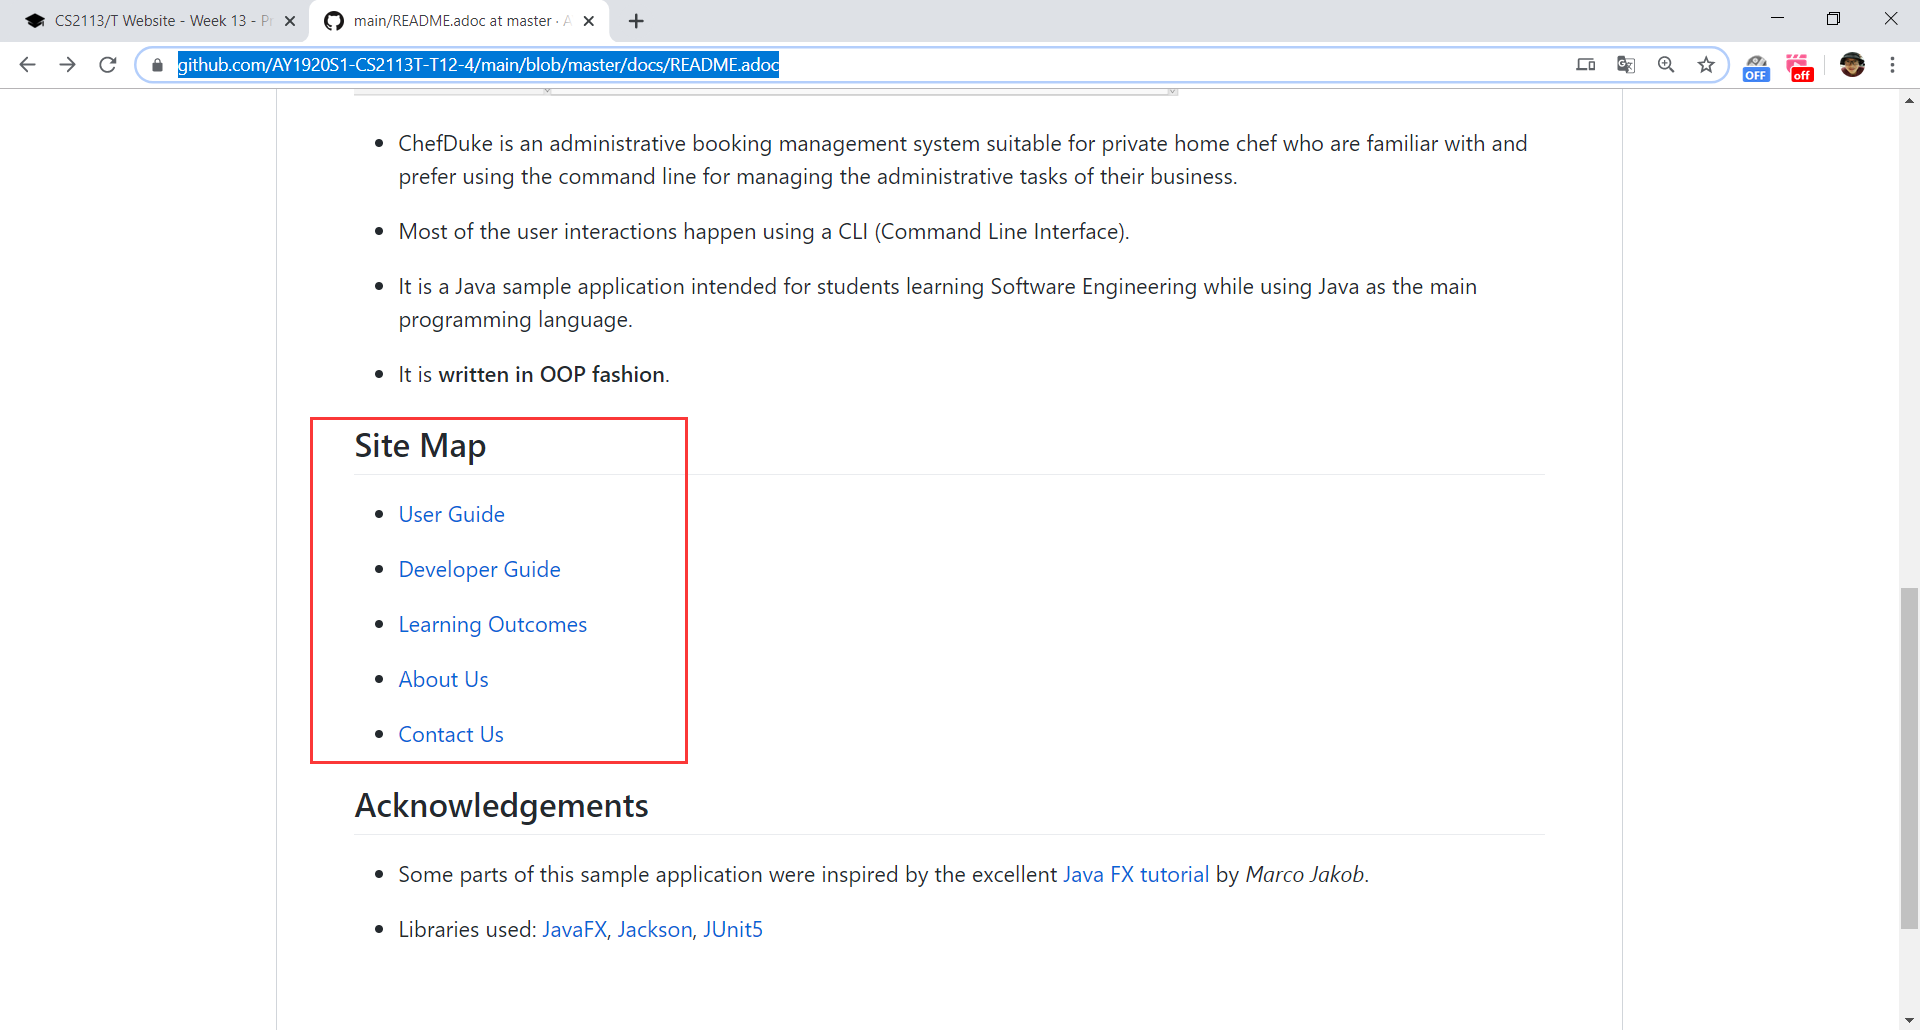 CS2113/T Website - Week 13 - Pr
main/README.adoc at master · A
github.com/AY1920S1-CS2113T-T12-4/main/blob/master/docs/README.adoc
OFF
off
ChefDuke is an administrative booking management system suitable for private home chef who are familiar with and
prefer using the command line for managing the administrative tasks of their business.
Most of the user interactions happen using a CLI (Command Line Interface).
It is a Java sample application intended for students learning Software Engineering while using Java as the main
programming language.
It is written in OOP fashion.
Site Map
User Guide
Developer Guide
Learning Outcomes
About Us
Contact Us
Acknowledgements
Some parts of this sample application were inspired by the excellent Java FX tutorial by Marco Jakob.
Libraries used: JavaFX, Jackson, JUnit5